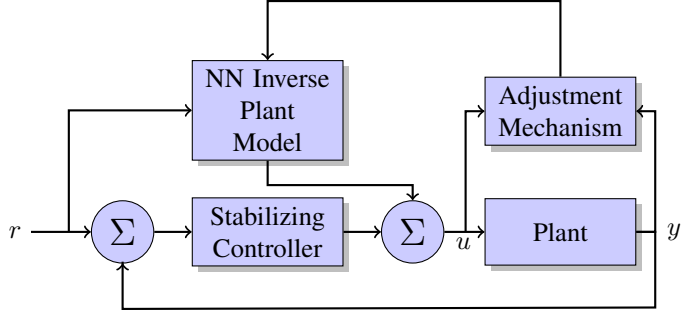 NN Inverse
Plant
Model
Adjustment
Mechanism
r
Σ
Stabilizing
Controller
Σ
u
Plant
y